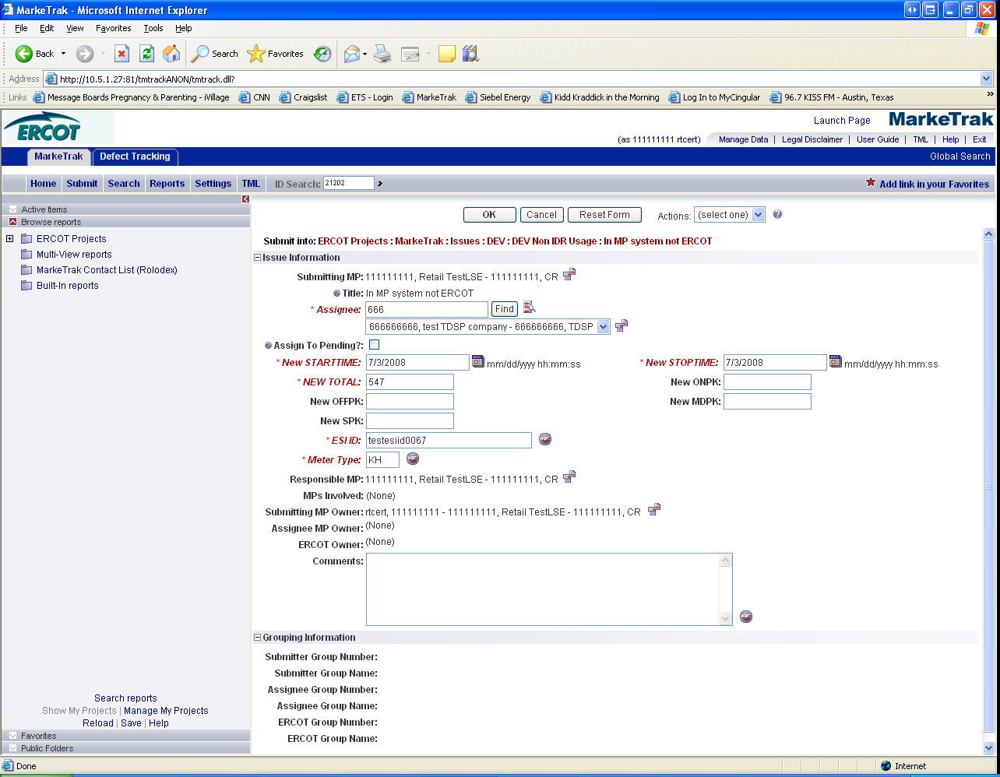 MarkeTrak - Microsoft Internet Explorer
File Edit View Favorites Tools Help
Back Search Favorites
Address http://10.5.1.27:81/tmtrackANON/tmtrack.dll?
Links Message Boards Pregnancy & Parenting - iVillage CNN Craigslist ETS - Login MarkeTrak Siebel Energy Kidd Kraddick in the Morning Log In to MyCingular 96.7 KISS FM - Austin, Texas
ERCOT Launch Page MarkeTrak
(as 111111111 rtcert) Manage Data | Legal Disclaimer | User Guide | TML | Help | Exit
MarkeTrak Defect Tracking Global Search
Home Submit Search Reports Settings TML ID Search: 21202 Add link in your Favorites
Active Items
Browse reports
ERCOT Projects
Multi-View reports
MarkeTrak Contact List (Rolodex)
Built-In reports
Search reports
Show My Projects | Manage My Projects
Reload | Save | Help
Favorites
Public Folders
OK Cancel Reset Form Actions: (select one)
Submit into: ERCOT Projects : MarkeTrak : Issues : DEV : DEV Non IDR Usage : In MP system not ERCOT
Issue Information
Submitting MP: 111111111, Retail TestLSE - 111111111, CR
Title: In MP system not ERCOT
* Assignee: 666 Find
666666666, test TDSP company - 666666666, TDSP
Assign To Pending?:
* New STARTTIME: 7/3/2008 mm/dd/yyyy hh:mm:ss * New STOPTIME: 7/3/2008 mm/dd/yyyy hh:mm:ss
* NEW TOTAL: 547 New ONPK:
New OFFPK: New MDPK:
New SPK:
* ESI ID: testesiid0067 ABC
* Meter Type: KH ABC
Responsible MP: 111111111, Retail TestLSE - 111111111, CR
MPs Involved: (None)
Submitting MP Owner: rtcert, 111111111 - 111111111, Retail TestLSE - 111111111, CR
Assignee MP Owner: (None)
ERCOT Owner: (None)
Comments: ABC
Grouping Information
Submitter Group Number:
Submitter Group Name:
Assignee Group Number:
Assignee Group Name:
ERCOT Group Number:
ERCOT Group Name:
Done Internet